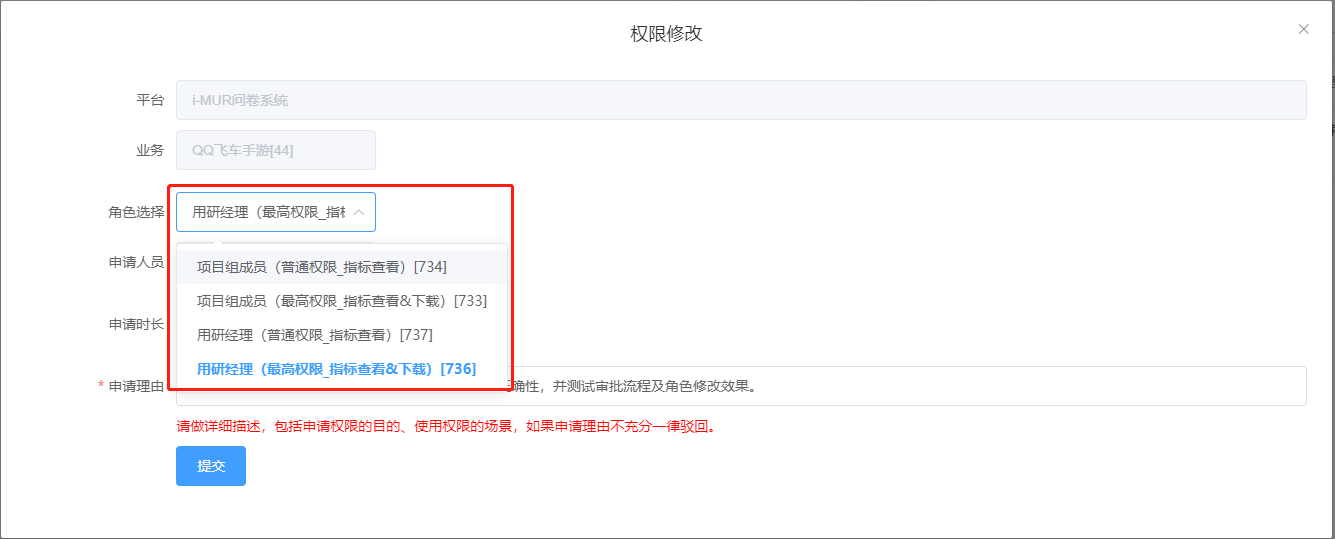 权限修改
平台 i-MUR问卷系统
业务 QQ飞车手游[44]
角色选择 用研经理（最高权限_指标
申请人员
项目组成员（普通权限_指标查看）[734]
项目组成员（最高权限_指标查看&下载）[733]
申请时长
用研经理（普通权限_指标查看）[737]
用研经理（最高权限_指标查看&下载）[736]
* 申请理由 确性，并测试审批流程及角色修改效果。
请做详细描述，包括申请权限的目的、使用权限的场景，如果申请理由不充分一律驳回。
提交